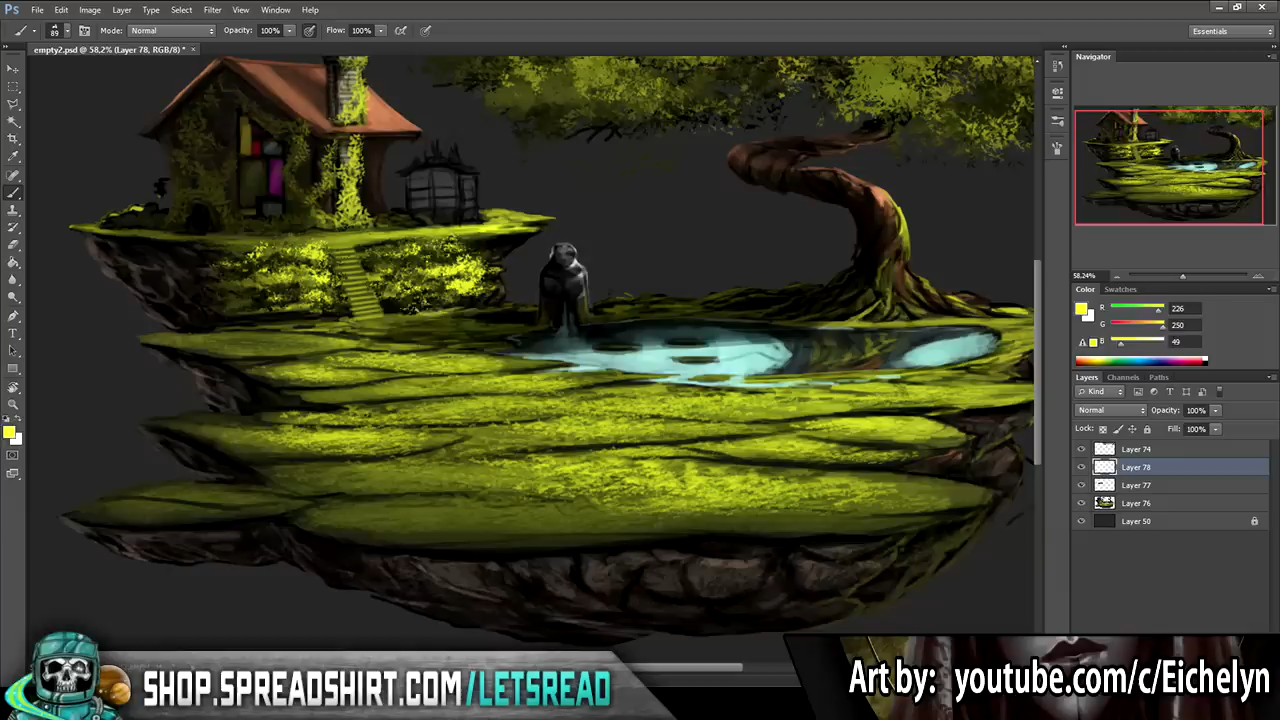 Ps File Edit Image Layer Type Select Filter View Window Help
89 Mode: Normal Opacity: 100% Flow: 100% Essentials
empty2.psd @ 58,2% (Layer 78, RGB/8) * ×
Navigator
58.24%
Color Swatches
R 226
G 250
B 49
Layers Channels Paths
Kind
Normal Opacity: 100%
Lock: Fill: 100%
Layer 74
Layer 78
Layer 77
Layer 76
Layer 50
SHOP.SPREADSHIRT.COM/LETSREAD
Art by: youtube.com/c/Eichelyn